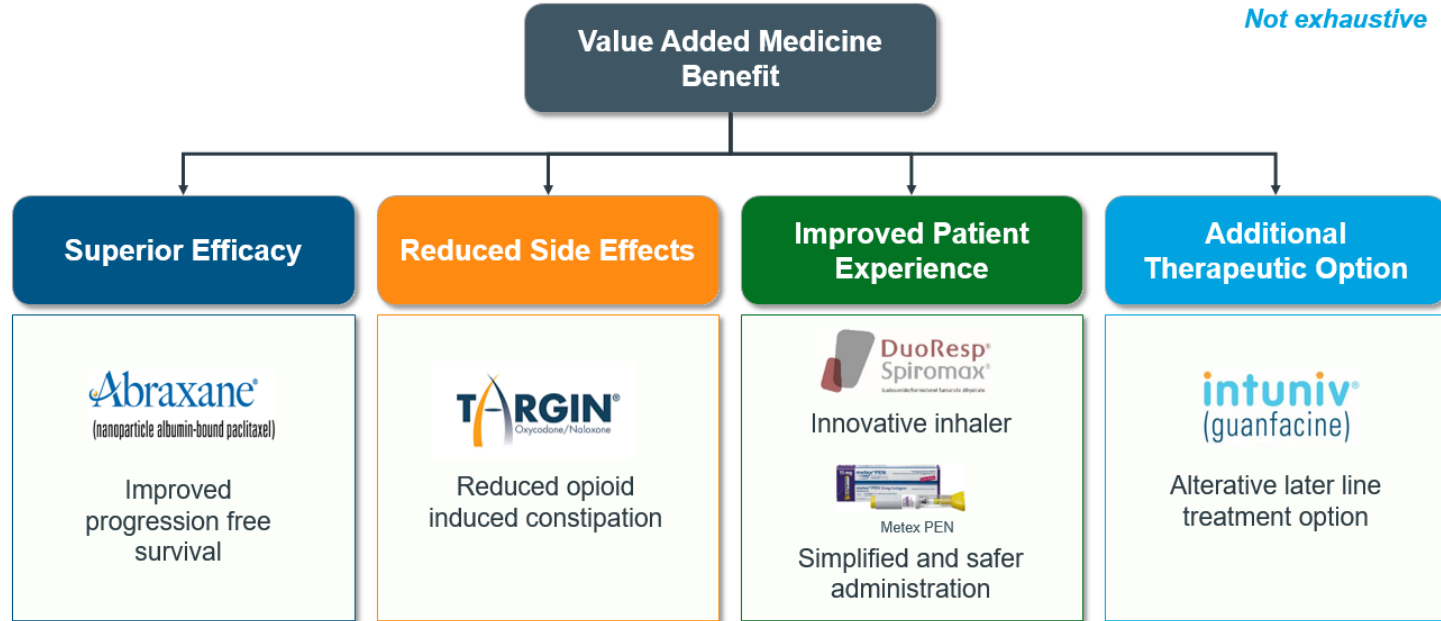 Not exhaustive
Value Added Medicine
Benefit
Superior Efficacy
Reduced Side Effects
Improved Patient
Experience
Additional
Therapeutic Option
Abraxane®
(nanoparticle albumin-bound paclitaxel)
Improved
progression free
survival
TARGIN®
Oxycodone/Naloxone
Reduced opioid
induced constipation
DuoResp®
Spiromax®
Innovative inhaler
metex PEN
Metex PEN
Simplified and safer
administration
intuniv®
(guanfacine)
Alterative later line
treatment option